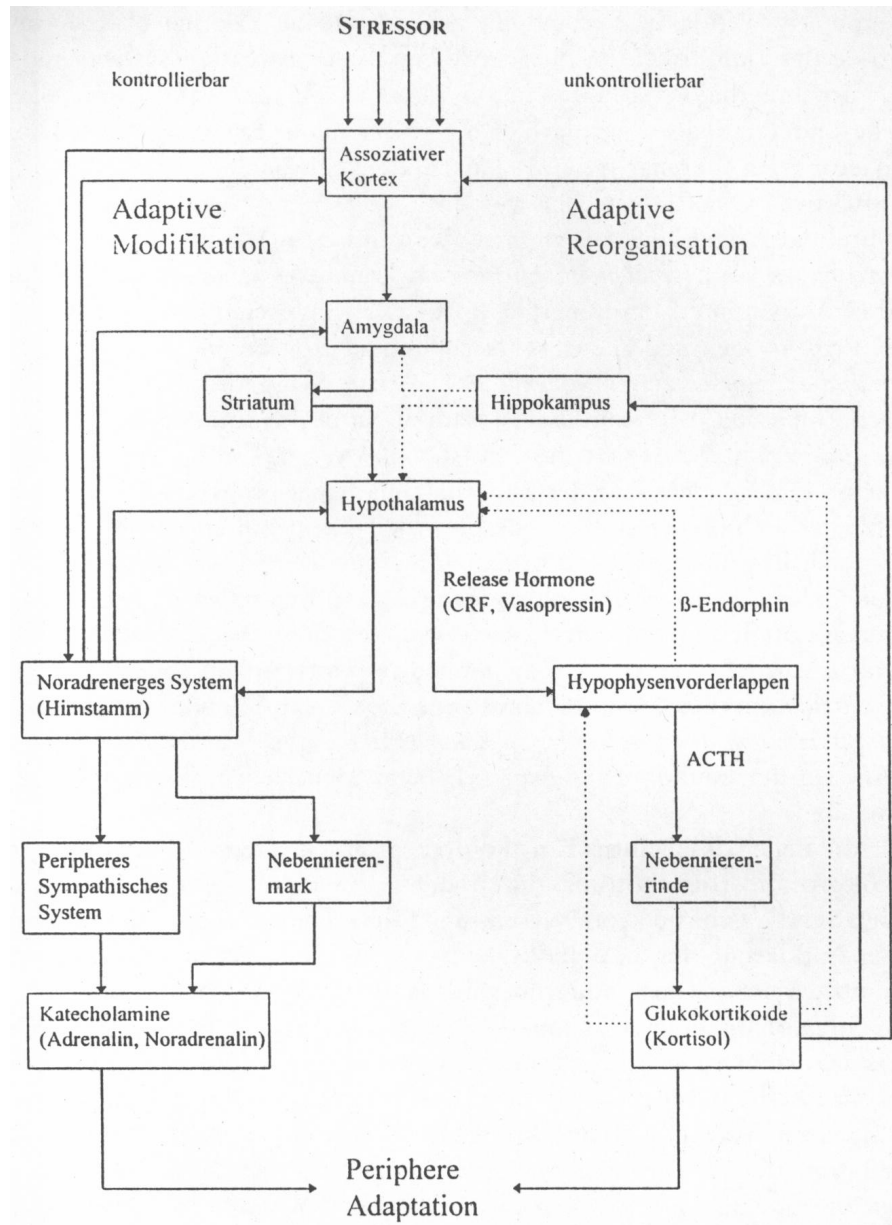 STRESSOR
kontrollierbar
unkontrollierbar
Assoziativer
Kortex
Adaptive
Modifikation
Adaptive
Reorganisation
Amygdala
Striatum
Hippokampus
Hypothalamus
Release Hormone
(CRF, Vasopressin)
ß-Endorphin
Noradrenerges System
(Hirnstamm)
Hypophysenvorderlappen
ACTH
Peripheres
Sympathisches
System
Nebennieren-
mark
Nebennieren-
rinde
Katecholamine
(Adrenalin, Noradrenalin)
Glukokortikoide
(Kortisol)
Periphere
Adaptation